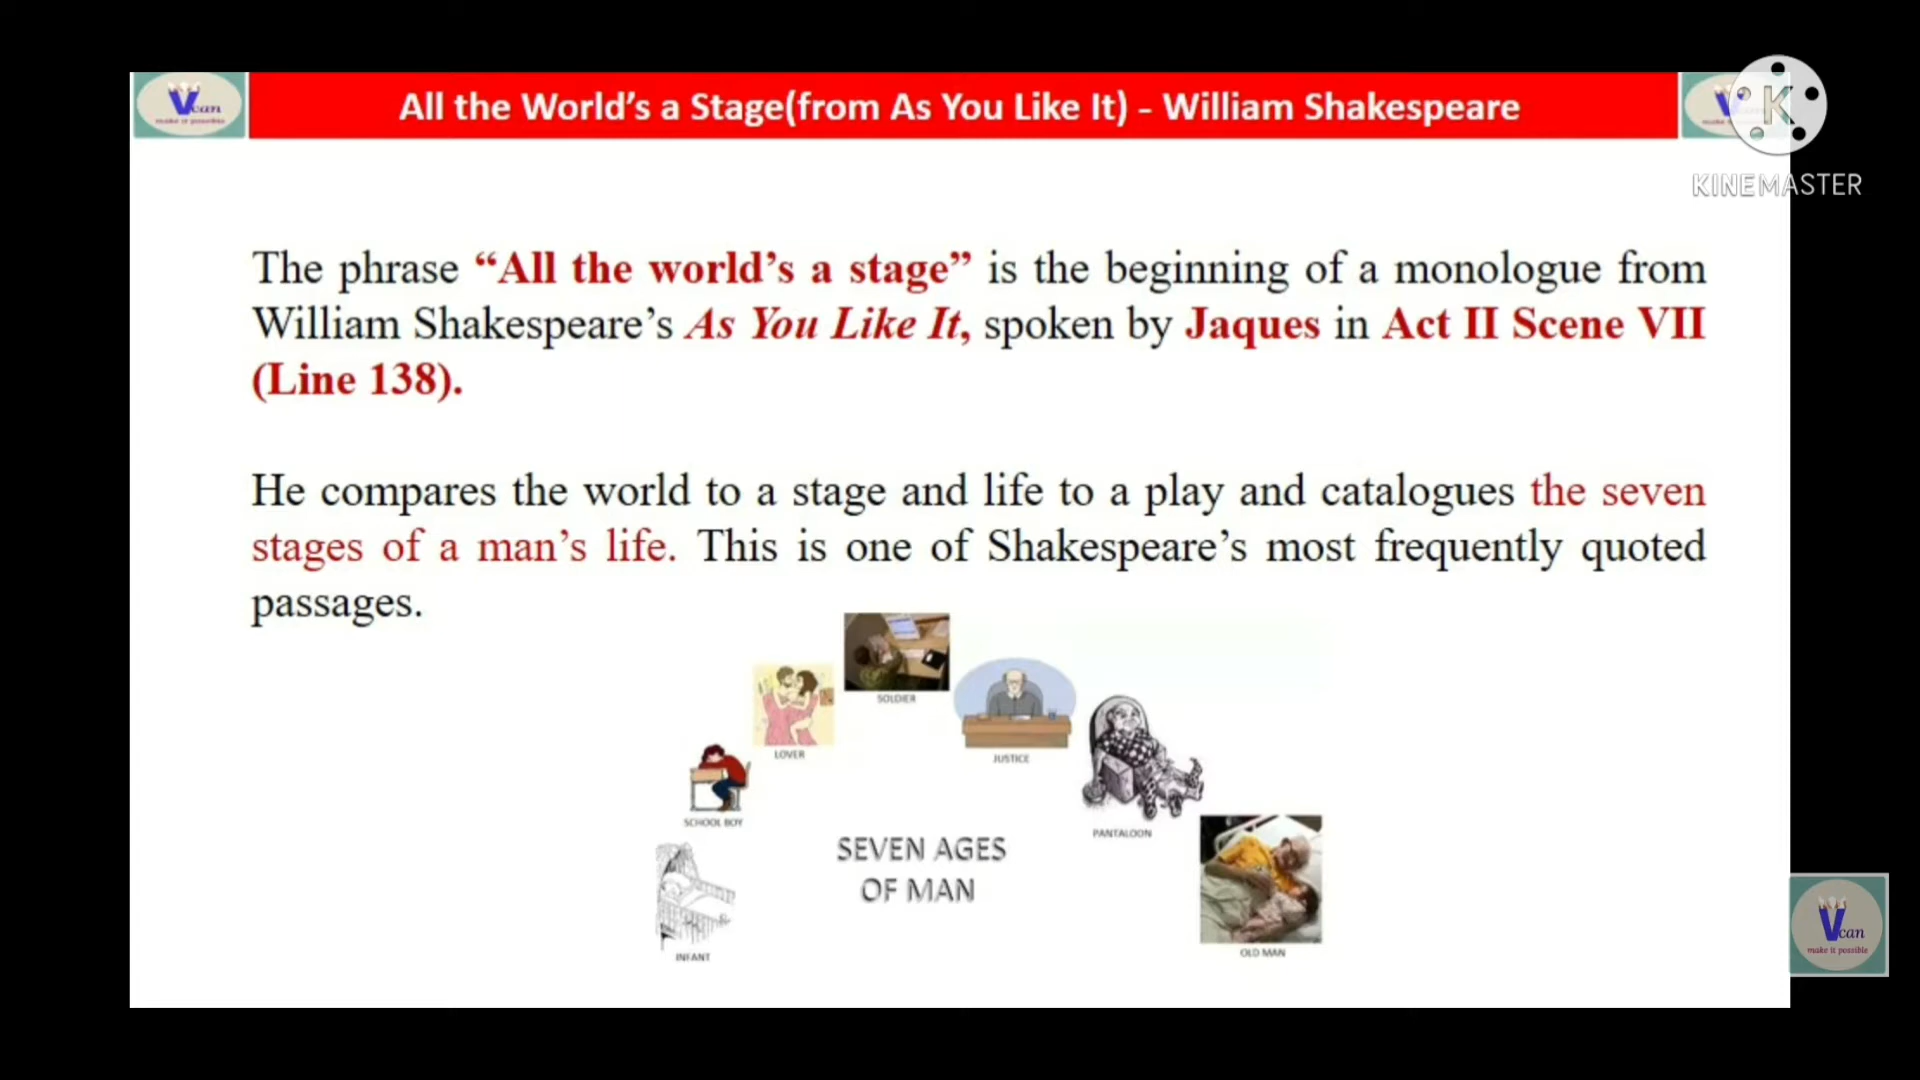 Vcan
make it possible
All the World's a Stage(from As You Like It) - William Shakespeare
K
KINEMASTER
The phrase “All the world’s a stage” is the beginning of a monologue from
William Shakespeare’s As You Like It, spoken by Jaques in Act II Scene VII
(Line 138).
He compares the world to a stage and life to a play and catalogues the seven
stages of a man’s life. This is one of Shakespeare’s most frequently quoted
passages.
SOLDIER
LOVER
JUSTICE
SCHOOL BOY
PANTALOON
SEVEN AGES
OF MAN
INFANT
OLD MAN
Vcan
make it possible